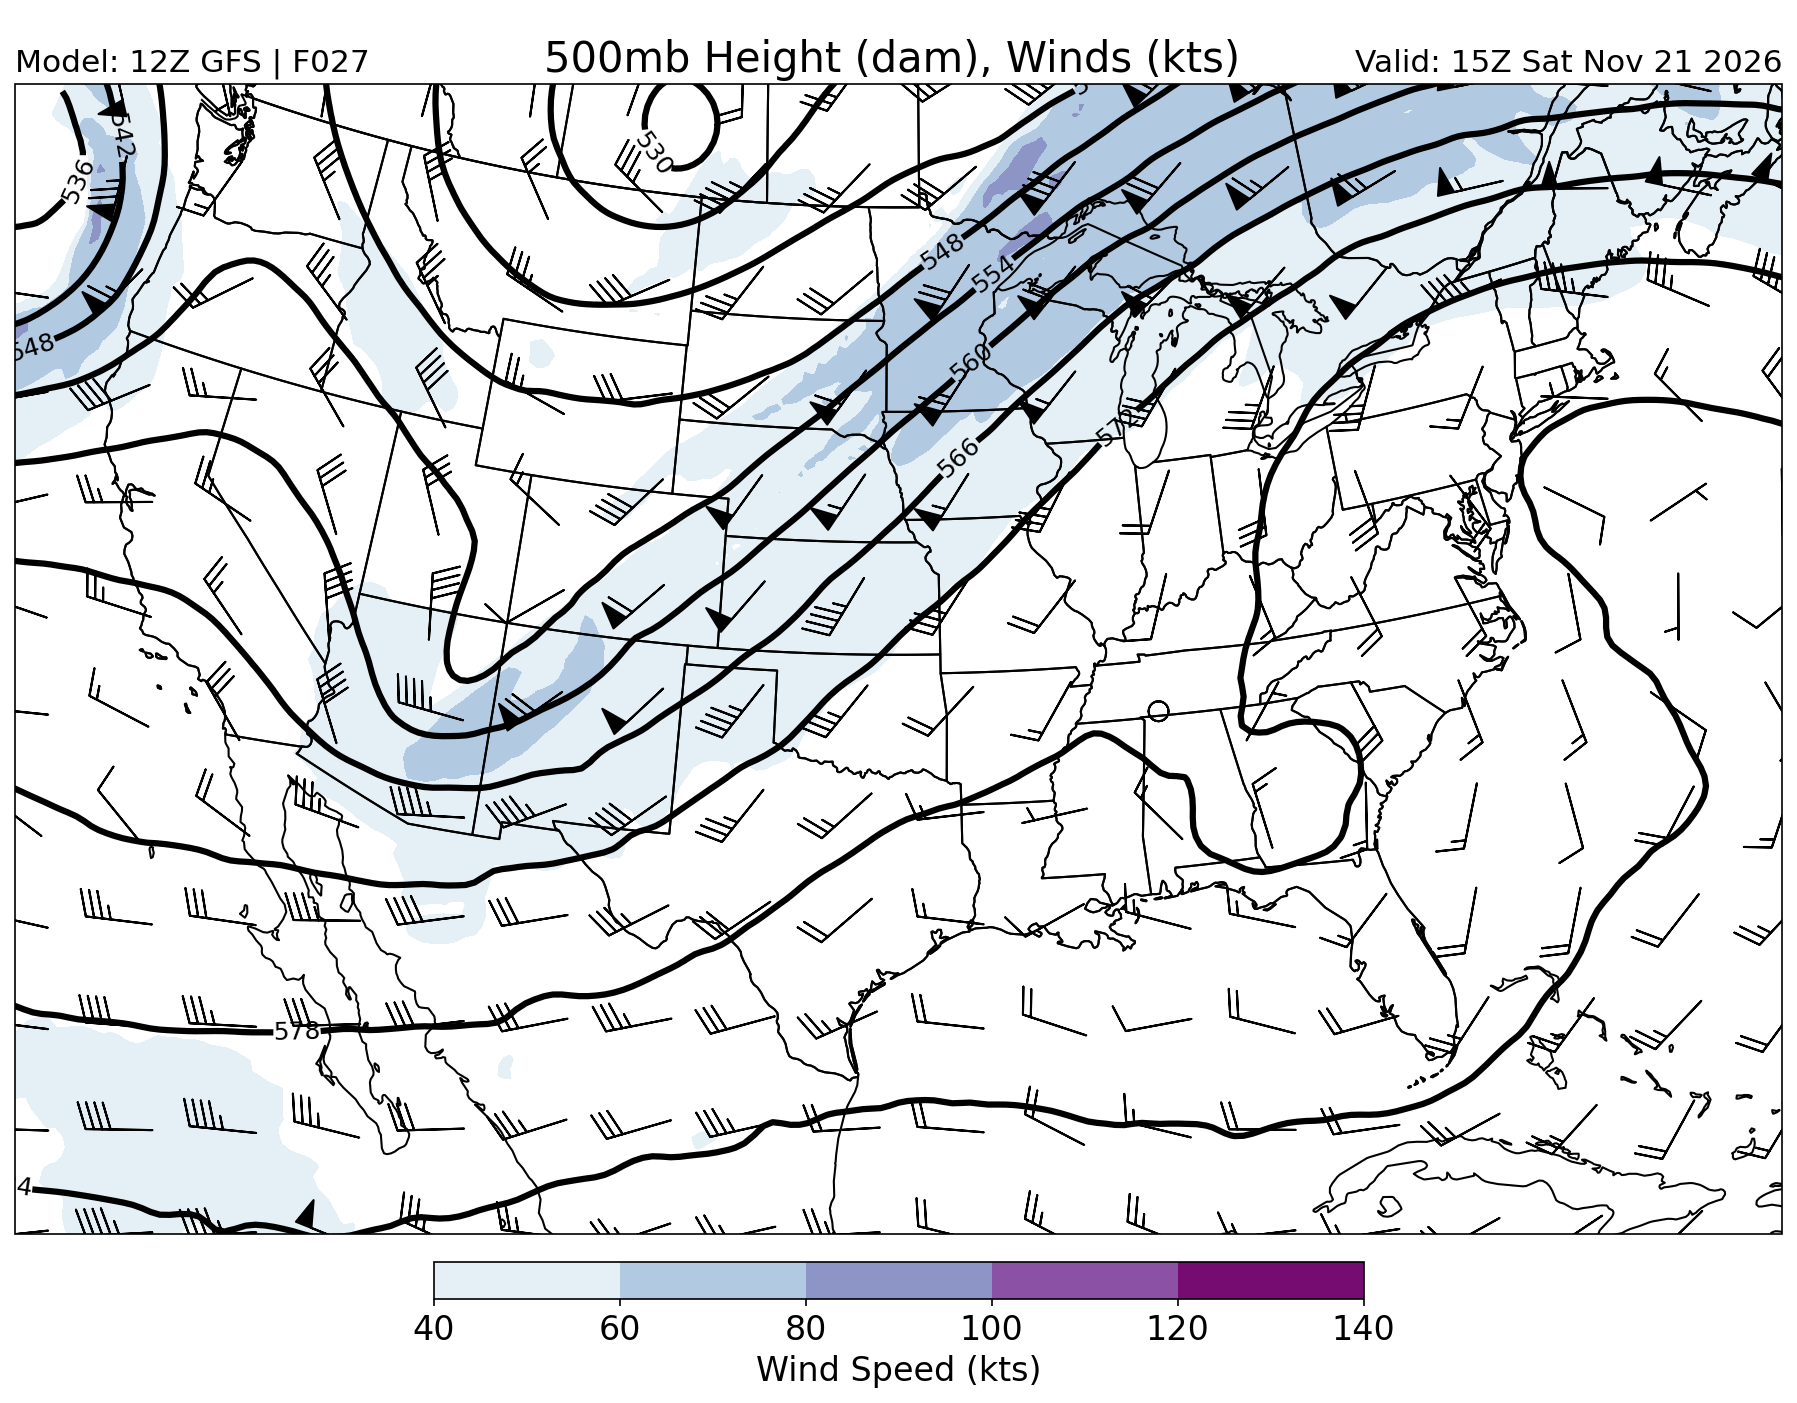 Model: 12Z GFS | F027
500mb Height (dam), Winds (kts)
Valid: 15Z Sat Nov 21 2026
542
536
530
548
554
548
560
572
566
578
4
40 60 80 100 120 140
Wind Speed (kts)